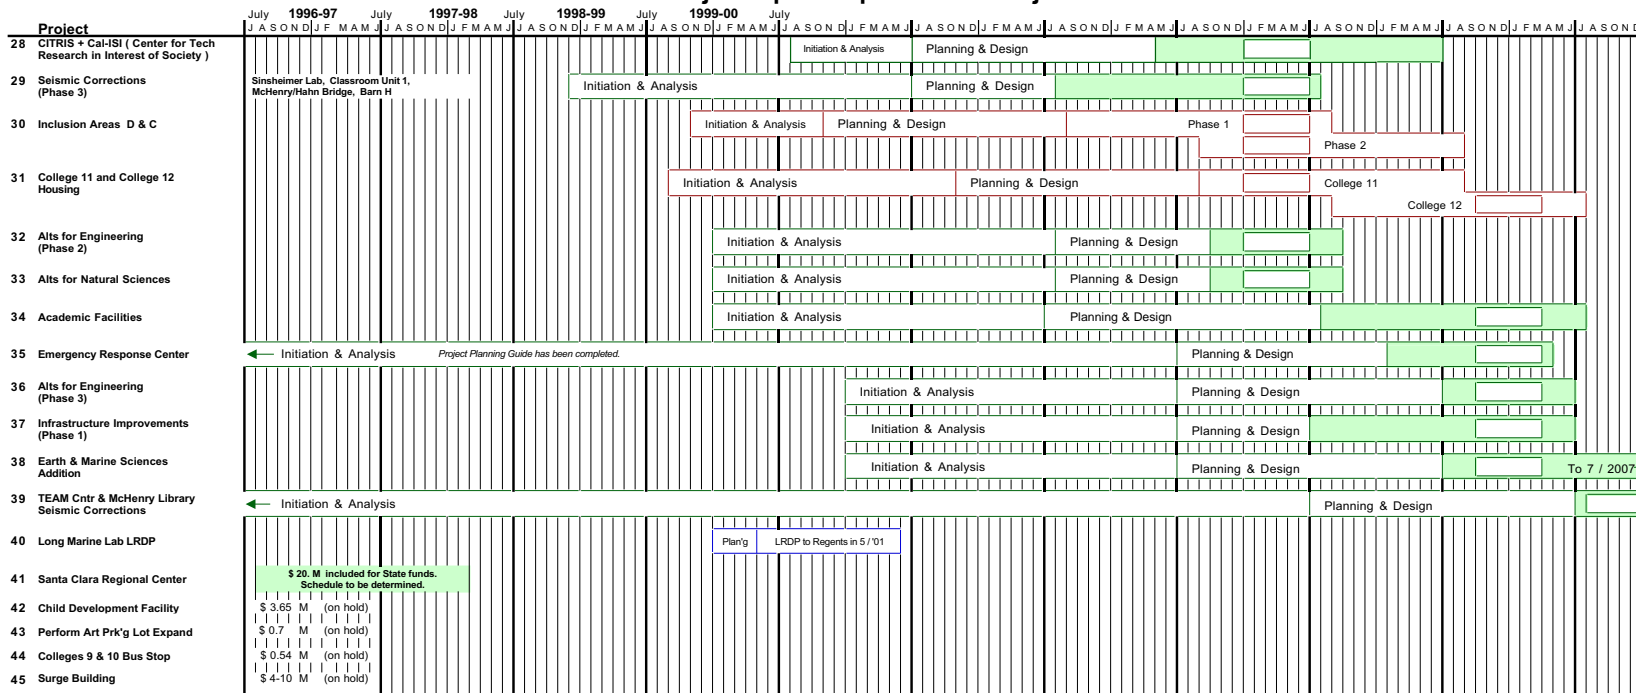 July 1996-97 July 1997-98 July 1998-99 July 1999-00 July
Project
J A S O N D J F M A M J J A S O N D J F M A M J J A S O N D J F M A M J J A S O N D J F M A M J J A S O N D J F M A M J J A S O N D J F M A M J J A S O N D J F M A M J J A S O N D J F M A M J J A S O N D J F M A M J J A S O N D J F M A M J J A S O N D
28 CITRIS + Cal-ISI ( Center for Tech
Research in Interest of Society )
Initiation & Analysis Planning & Design
29 Seismic Corrections
(Phase 3)
Sinsheimer Lab, Classroom Unit 1,
McHenry/Hahn Bridge, Barn H
Initiation & Analysis Planning & Design
30 Inclusion Areas D & C
Initiation & Analysis Planning & Design Phase 1
Phase 2
31 College 11 and College 12
Housing
Initiation & Analysis Planning & Design College 11
College 12
32 Alts for Engineering
(Phase 2)
Initiation & Analysis Planning & Design
33 Alts for Natural Sciences Initiation & Analysis Planning & Design
34 Academic Facilities Initiation & Analysis Planning & Design
35 Emergency Response Center Initiation & Analysis Project Planning Guide has been completed. Planning & Design
36 Alts for Engineering
(Phase 3)
Initiation & Analysis Planning & Design
37 Infrastructure Improvements
(Phase 1)
Initiation & Analysis Planning & Design
38 Earth & Marine Sciences
Addition
Initiation & Analysis Planning & Design To 7 / 2007
39 TEAM Cntr & McHenry Library
Seismic Corrections
Initiation & Analysis Planning & Design
40 Long Marine Lab LRDP Plan'g LRDP to Regents in 5 / '01
41 Santa Clara Regional Center
$ 20. M included for State funds.
Schedule to be determined.
42 Child Development Facility $ 3.65 M (on hold)
43 Perform Art Prk'g Lot Expand $ 0.7 M (on hold)
44 Colleges 9 & 10 Bus Stop $ 0.54 M (on hold)
45 Surge Building $ 4-10 M (on hold)